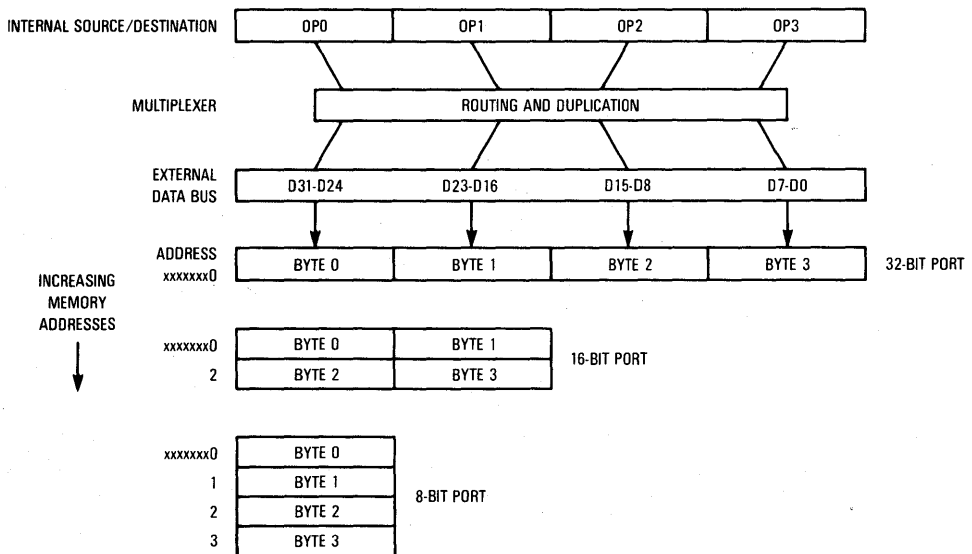 INTERNAL SOURCE/DESTINATION OP0 OP1 OP2 OP3
MULTIPLEXER ROUTING AND DUPLICATION
EXTERNAL
DATA BUS
D31-D24 D23-D16 D15-D8 D7-D0
ADDRESS
xxxxxxx0
BYTE 0 BYTE 1 BYTE 2 BYTE 3 32-BIT PORT
INCREASING
MEMORY
ADDRESSES
xxxxxxx0 BYTE 0 BYTE 1
2 BYTE 2 BYTE 3
16-BIT PORT
xxxxxxx0 BYTE 0
1 BYTE 1
2 BYTE 2
3 BYTE 3
8-BIT PORT